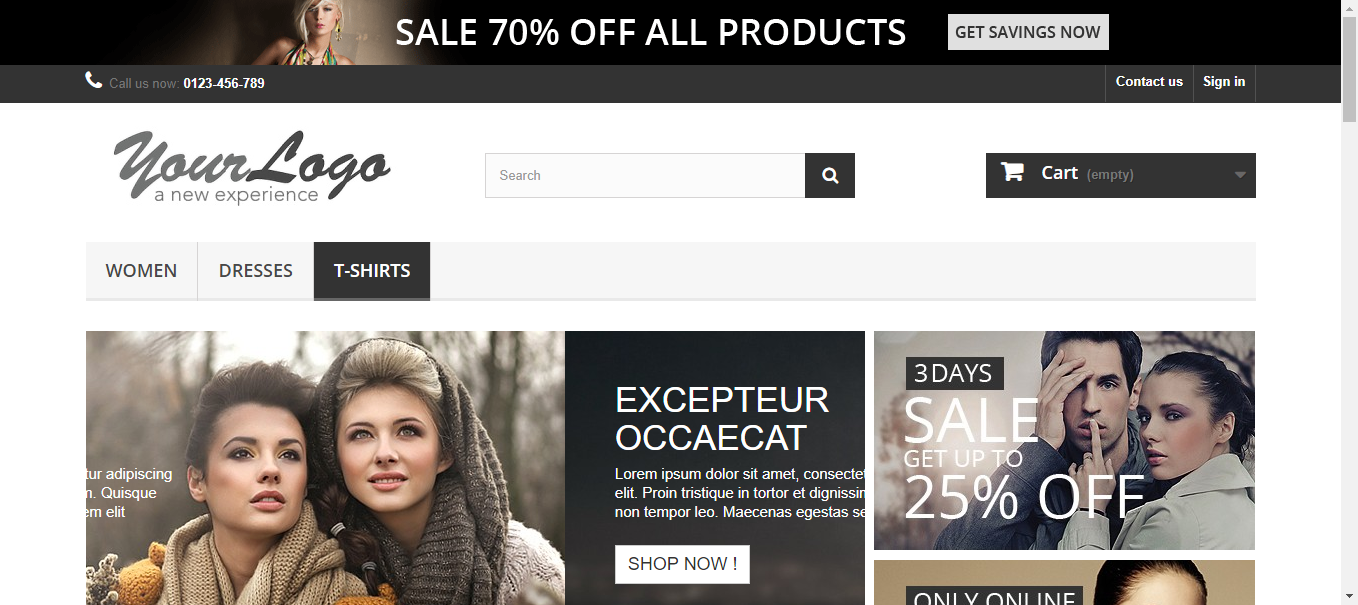 SALE 70% OFF ALL PRODUCTS
GET SAVINGS NOW
Call us now: 0123-456-789
Contact us
Sign in
YourLogo
a new experience
Search
Cart (empty)
WOMEN
DRESSES
T-SHIRTS
tur adipiscing
n. Quisque
em elit
EXCEPTEUR
OCCAECAT
Lorem ipsum dolor sit amet, consectet
elit. Proin tristique in tortor et dignissin
non tempor leo. Maecenas egestas se
SHOP NOW !
3DAYS
SALE
GET UP TO
25% OFF
ONLY ONLINE